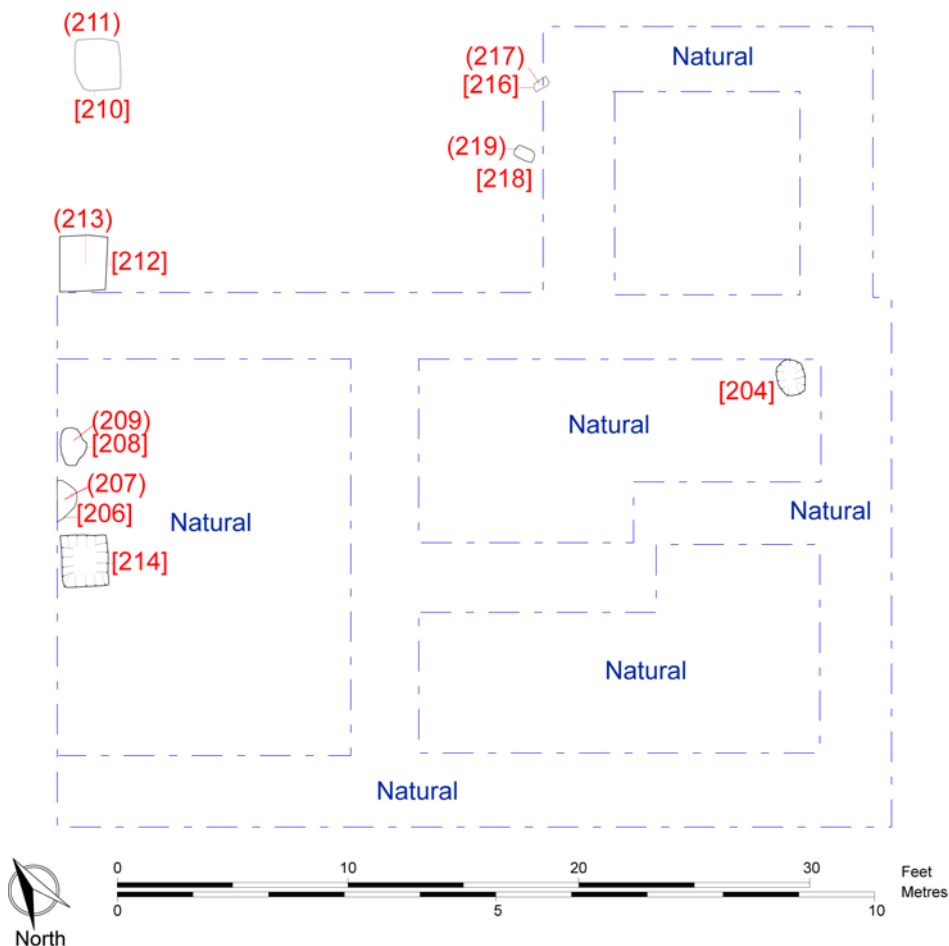 (211)
[210]
(217)
[216]
Natural
(219)
[218]
(213)
[212]
[204]
(209)
[208]
Natural
(207)
[206]
Natural
Natural
[214]
Natural
Natural
0 10 20 30 Feet
Metres
0 5 10
North